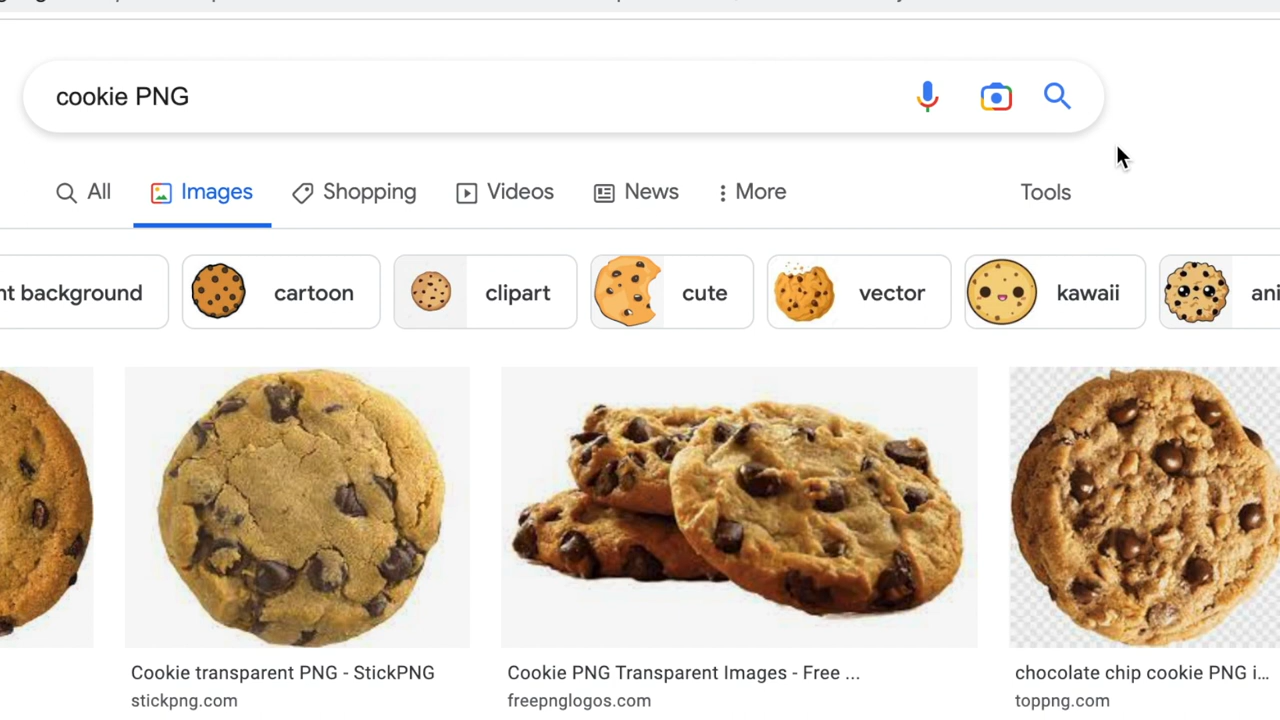 cookie PNG
All Images Shopping Videos News More Tools
nt background cartoon clipart cute vector kawaii ani
Cookie transparent PNG - StickPNG
stickpng.com
Cookie PNG Transparent Images - Free ...
freepnglogos.com
chocolate chip cookie PNG i...
toppng.com